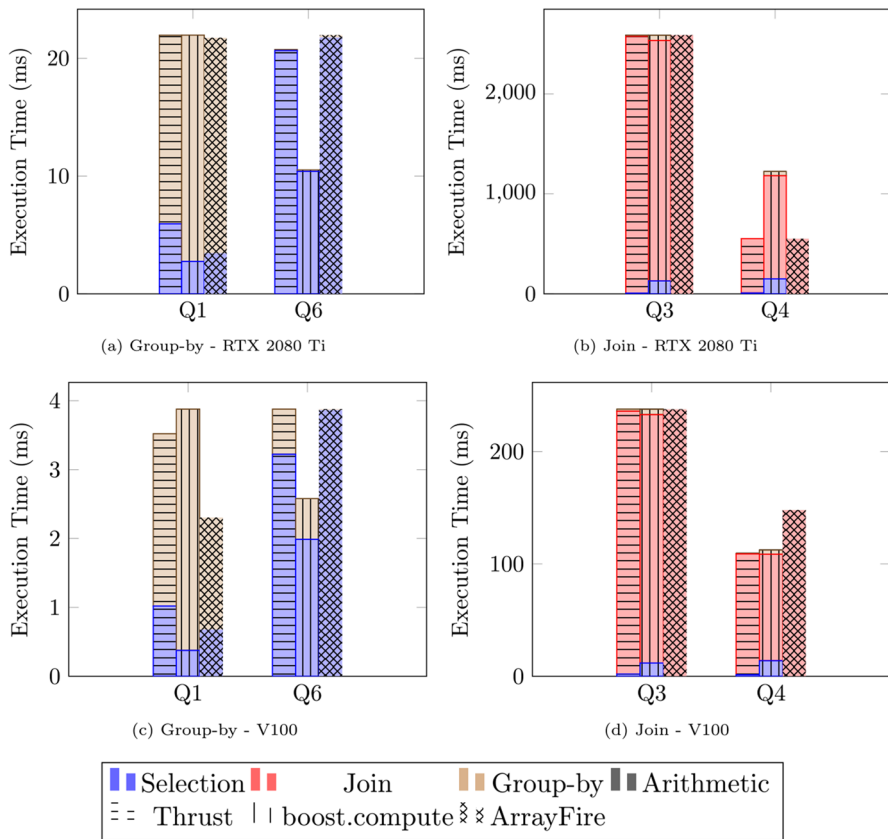 Execution Time (ms)
20
10
0
Q1
Q6
(a) Group-by - RTX 2080 Ti
Execution Time (ms)
2,000
1,000
0
Q3
Q4
(b) Join - RTX 2080 Ti
Execution Time (ms)
4
3
2
1
0
Q1
Q6
(c) Group-by - V100
Execution Time (ms)
200
100
0
Q3
Q4
(d) Join - V100
Selection Join Group-by Arithmetic
Thrust boost.compute ArrayFire